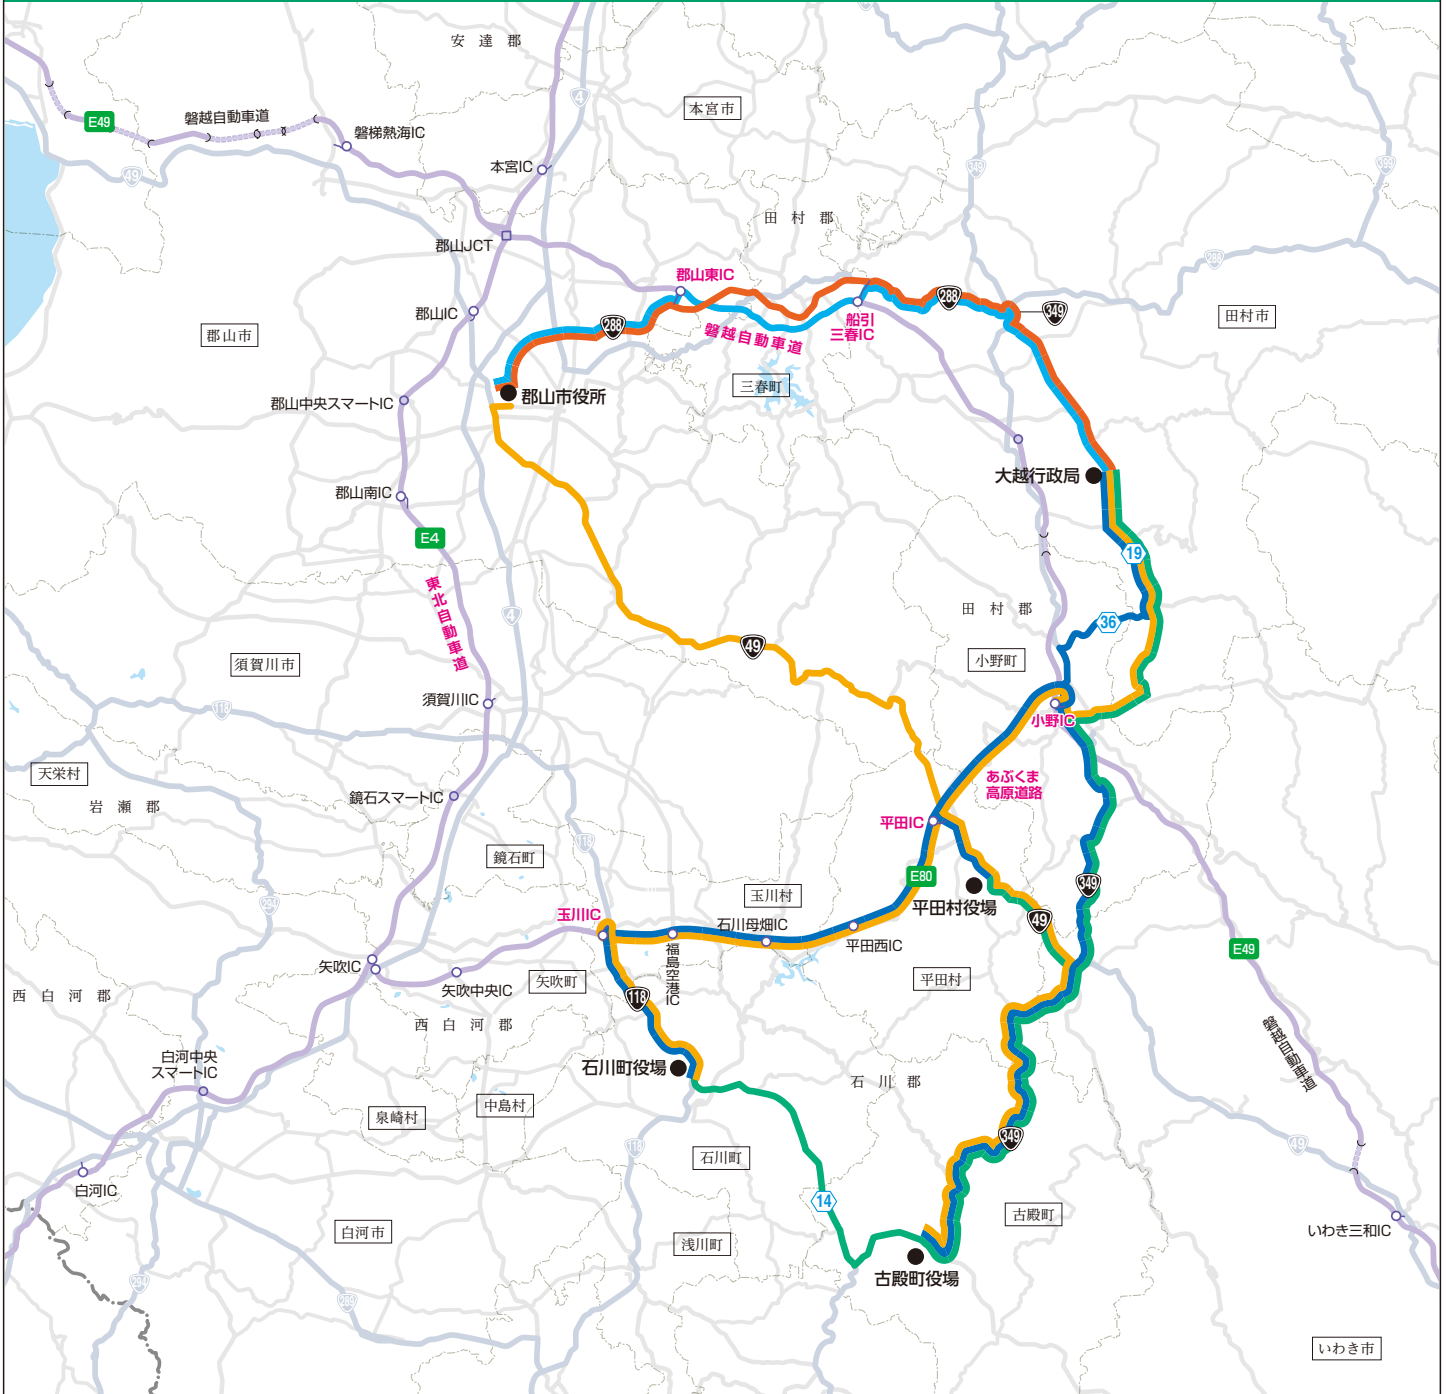 安達郡
4
本宮市
E49
磐越自動車道
磐梯熱海IC
本宮IC
49
349
399
田村郡
郡山JCT
288
郡山東IC
288
349
郡山IC
288
船引
三春IC
磐越自動車道
田村市
郡山市
三春町
郡山市役所
郡山中央スマートIC
大越行政局
郡山南IC
E4
19
東北自動車道
4
田村郡
36
49
小野町
須賀川市
須賀川IC
118
小野IC
天栄村
あぶくま
高原道路
岩瀬郡
鏡石スマートIC
平田IC
118
鏡石町
E80
349
玉川村
294
平田村役場
玉川IC
石川母畑IC
49
平田西IC
E49
福島空港IC
矢吹IC
矢吹町
平田村
矢吹中央IC
西白河郡
118
西白河郡
磐越自動車道
白河中央
スマートIC
石川町役場
石川郡
中島村
泉崎村
349
118
49
石川町
白河IC
14
古殿町
白河市
浅川町
いわき三和IC
古殿町役場
294
289
いわき市